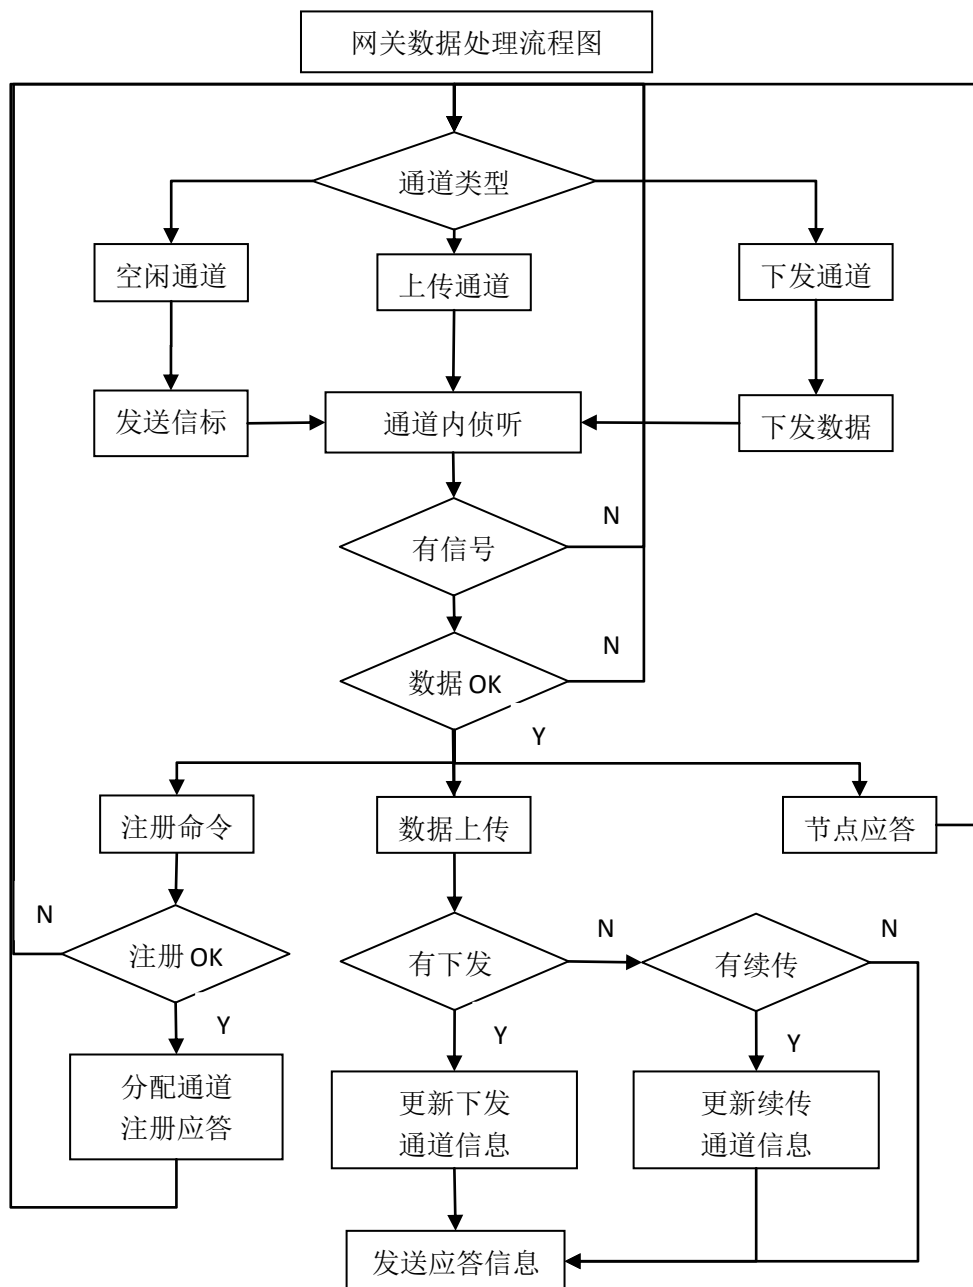 网关数据处理流程图
通道类型
空闲通道
上传通道
下发通道
发送信标
通道内侦听
下发数据
有信号
N
数据 OK
N
Y
注册命令
数据上传
节点应答
N
注册 OK
有下发
N
有续传
N
Y
Y
Y
分配通道
注册应答
更新下发
通道信息
更新续传
通道信息
发送应答信息